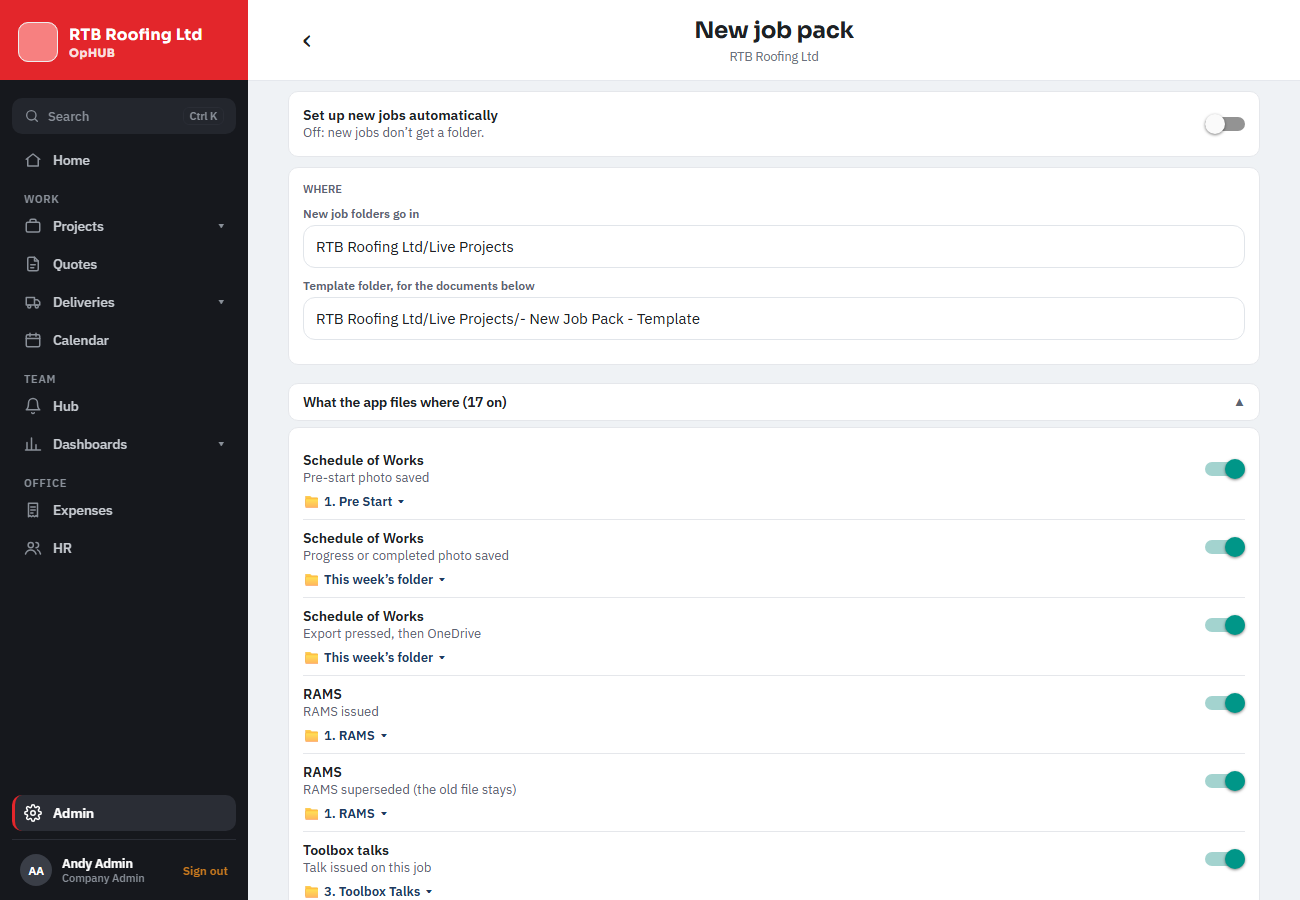 RTB Roofing Ltd
OpHUB
Search Ctrl K
Home
WORK
Projects
Quotes
Deliveries
Calendar
TEAM
Hub
Dashboards
OFFICE
Expenses
HR
Admin
AA
Andy Admin
Company Admin
Sign out
New job pack
RTB Roofing Ltd
Set up new jobs automatically
Off: new jobs don’t get a folder.
WHERE
New job folders go in
RTB Roofing Ltd/Live Projects
Template folder, for the documents below
RTB Roofing Ltd/Live Projects/- New Job Pack - Template
What the app files where (17 on)
Schedule of Works
Pre-start photo saved
1. Pre Start
Schedule of Works
Progress or completed photo saved
This week’s folder
Schedule of Works
Export pressed, then OneDrive
This week’s folder
RAMS
RAMS issued
1. RAMS
RAMS
RAMS superseded (the old file stays)
1. RAMS
Toolbox talks
Talk issued on this job
3. Toolbox Talks